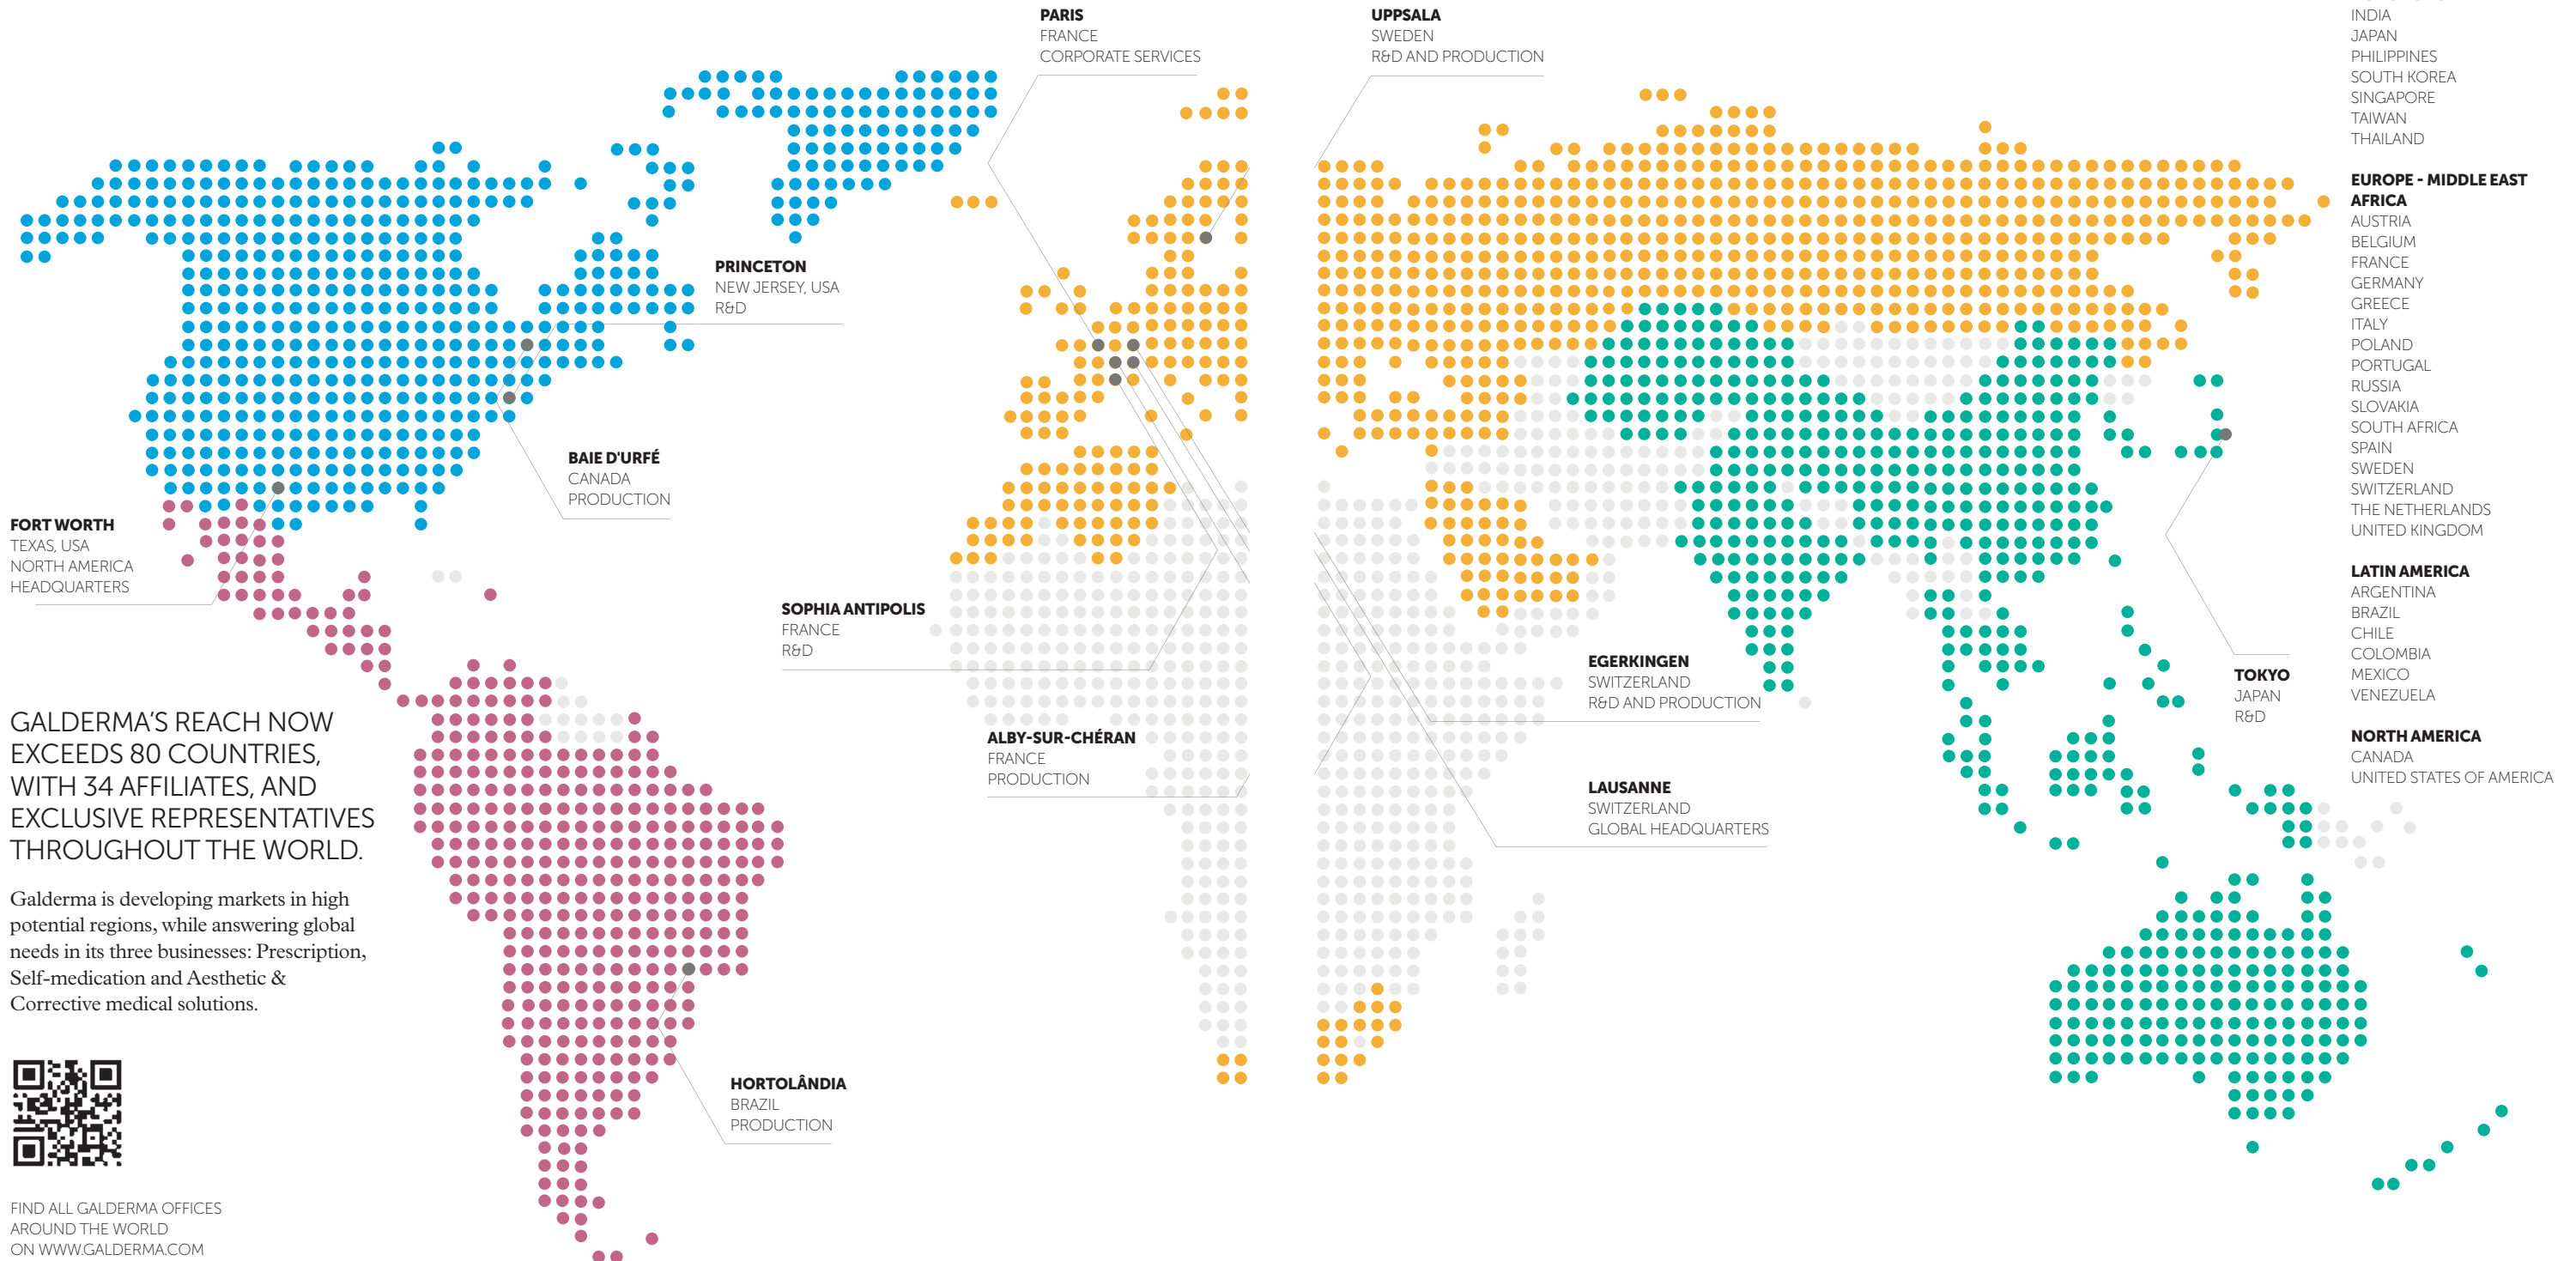 PARIS
FRANCE
CORPORATE SERVICES
UPPSALA
SWEDEN
R&D AND PRODUCTION
PRINCETON
NEW JERSEY, USA
R&D
BAIE D'URFÉ
CANADA
PRODUCTION
FORT WORTH
TEXAS, USA
NORTH AMERICA
HEADQUARTERS
SOPHIA ANTIPOLIS
FRANCE
R&D
ALBY-SUR-CHÉRAN
FRANCE
PRODUCTION
EGERKINGEN
SWITZERLAND
R&D AND PRODUCTION
LAUSANNE
SWITZERLAND
GLOBAL HEADQUARTERS
TOKYO
JAPAN
R&D
HORTOLÂNDIA
BRAZIL
PRODUCTION
GALDERMA'S REACH NOW
EXCEEDS 80 COUNTRIES,
WITH 34 AFFILIATES, AND
EXCLUSIVE REPRESENTATIVES
THROUGHOUT THE WORLD.
Galderma is developing markets in high
potential regions, while answering global
needs in its three businesses: Prescription,
Self-medication and Aesthetic &
Corrective medical solutions.
FIND ALL GALDERMA OFFICES
AROUND THE WORLD
ON WWW.GALDERMA.COM
INDIA
JAPAN
PHILIPPINES
SOUTH KOREA
SINGAPORE
TAIWAN
THAILAND
EUROPE - MIDDLE EAST
AFRICA
AUSTRIA
BELGIUM
FRANCE
GERMANY
GREECE
ITALY
POLAND
PORTUGAL
RUSSIA
SLOVAKIA
SOUTH AFRICA
SPAIN
SWEDEN
SWITZERLAND
THE NETHERLANDS
UNITED KINGDOM
LATIN AMERICA
ARGENTINA
BRAZIL
CHILE
COLOMBIA
MEXICO
VENEZUELA
NORTH AMERICA
CANADA
UNITED STATES OF AMERICA